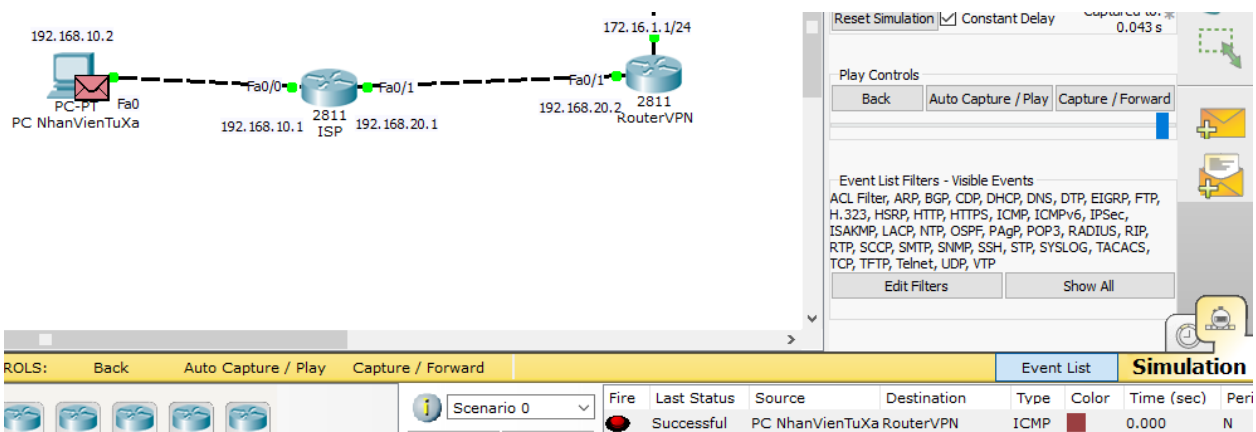 192.168.10.2
PC-PT
Fa0
PC NhanVienTuXa
Fa0/0
192.168.10.1
2811
ISP
Fa0/1
192.168.20.1
172.16.1.1/24
Fa0/1
192.168.20.2
2811
RouterVPN
Reset Simulation
Constant Delay
Captured to:
*
0.043 s
Play Controls
Back
Auto Capture / Play
Capture / Forward
Event List Filters - Visible Events
ACL Filter, ARP, BGP, CDP, DHCP, DNS, DTP, EIGRP, FTP,
H.323, HSRP, HTTP, HTTPS, ICMP, ICMPv6, IPSec,
ISAKMP, LACP, NTP, OSPF, PAgP, POP3, RADIUS, RIP,
RTP, SCCP, SMTP, SNMP, SSH, STP, SYSLOG, TACACS,
TCP, TFTP, Telnet, UDP, VTP
Edit Filters
Show All
ROLS:
Back
Auto Capture / Play
Capture / Forward
Event List
Simulation
Scenario 0
Fire Last Status Source Destination Type Color Time (sec) Peri
Successful PC NhanVienTuXa RouterVPN ICMP 0.000 N